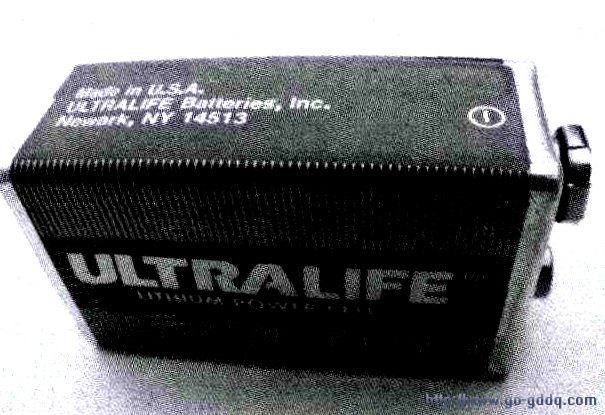 Made in U.S.A.
ULTRALIFE Batteries, Inc.
Newark, NY 14513
ULTRALIFE
LITHIUM POWER CELL
http://www.go-gddq.com